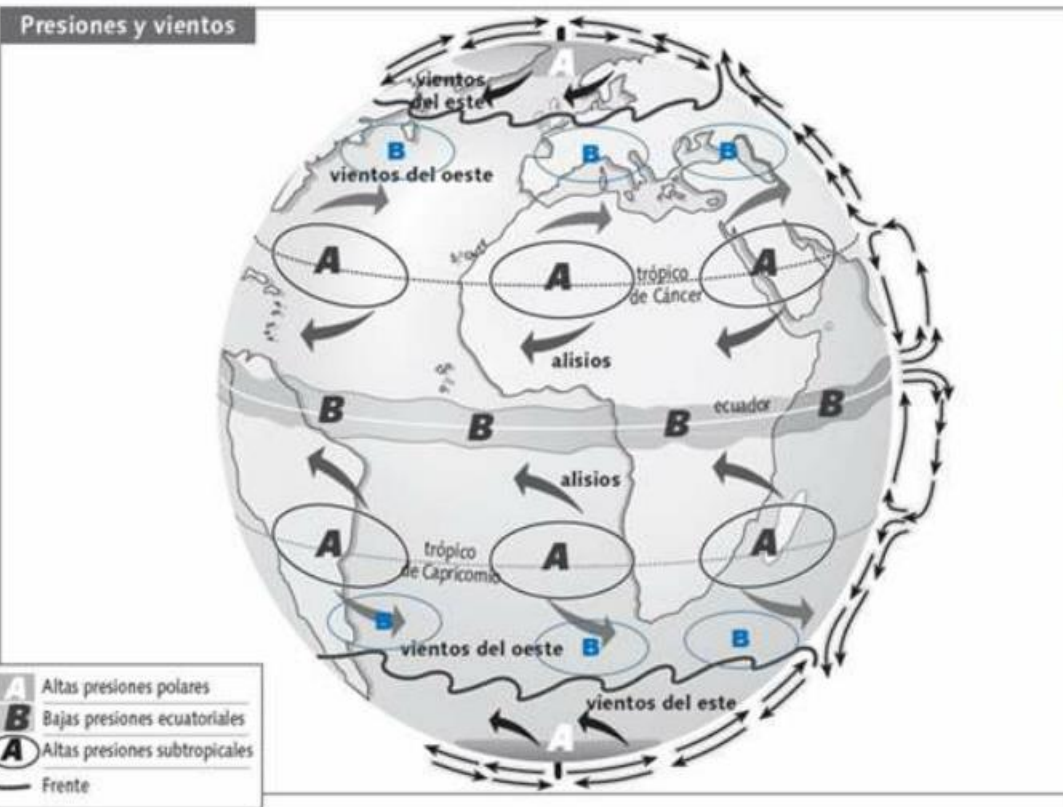 Presiones y vientos
A
vientos
del este
B
B
B
vientos del oeste
A
A
A
trópico
de Cáncer
alisios
B
B
B
ecuador
B
alisios
A
A
A
trópico
de Capricornio
B
B
B
vientos del oeste
vientos del este
A
A Altas presiones polares
B Bajas presiones ecuatoriales
A Altas presiones subtropicales
Frente